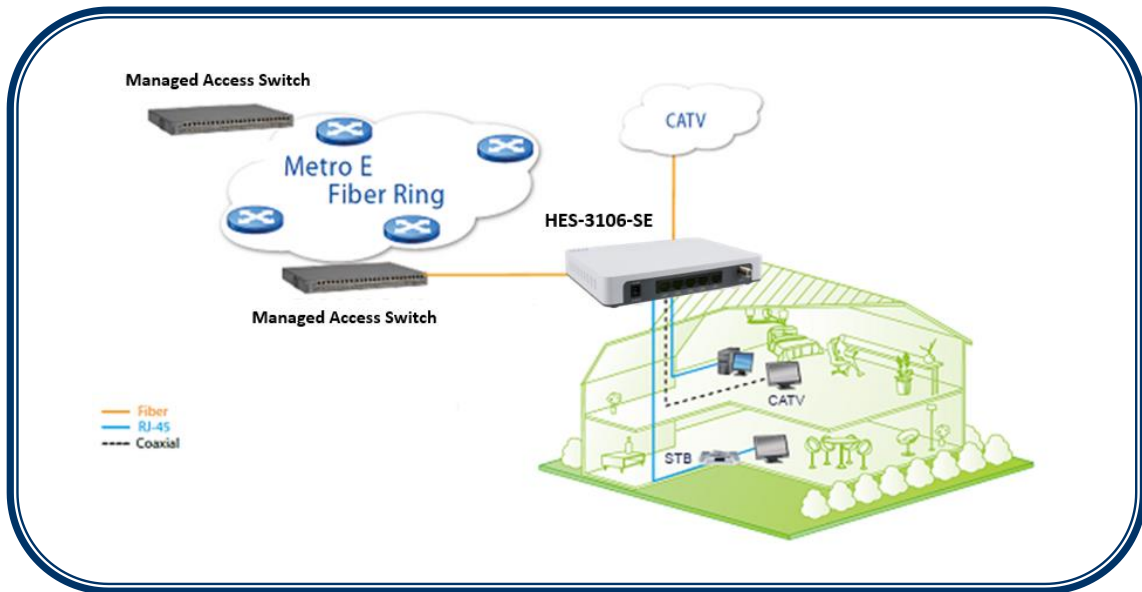 Managed Access Switch
CATV
Metro E
Fiber Ring
HES-3106-SE
Managed Access Switch
CATV
Fiber
RJ-45
Coaxial
STB